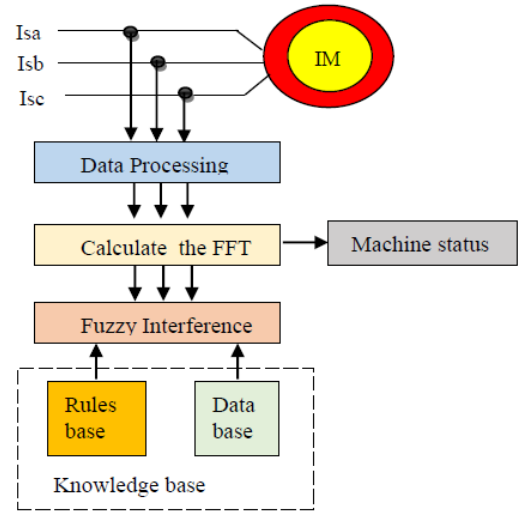 Isa
Isb
Isc
IM
Data Processing
Calculate the FFT
Machine status
Fuzzy Interference
Rules
base
Data
base
Knowledge base